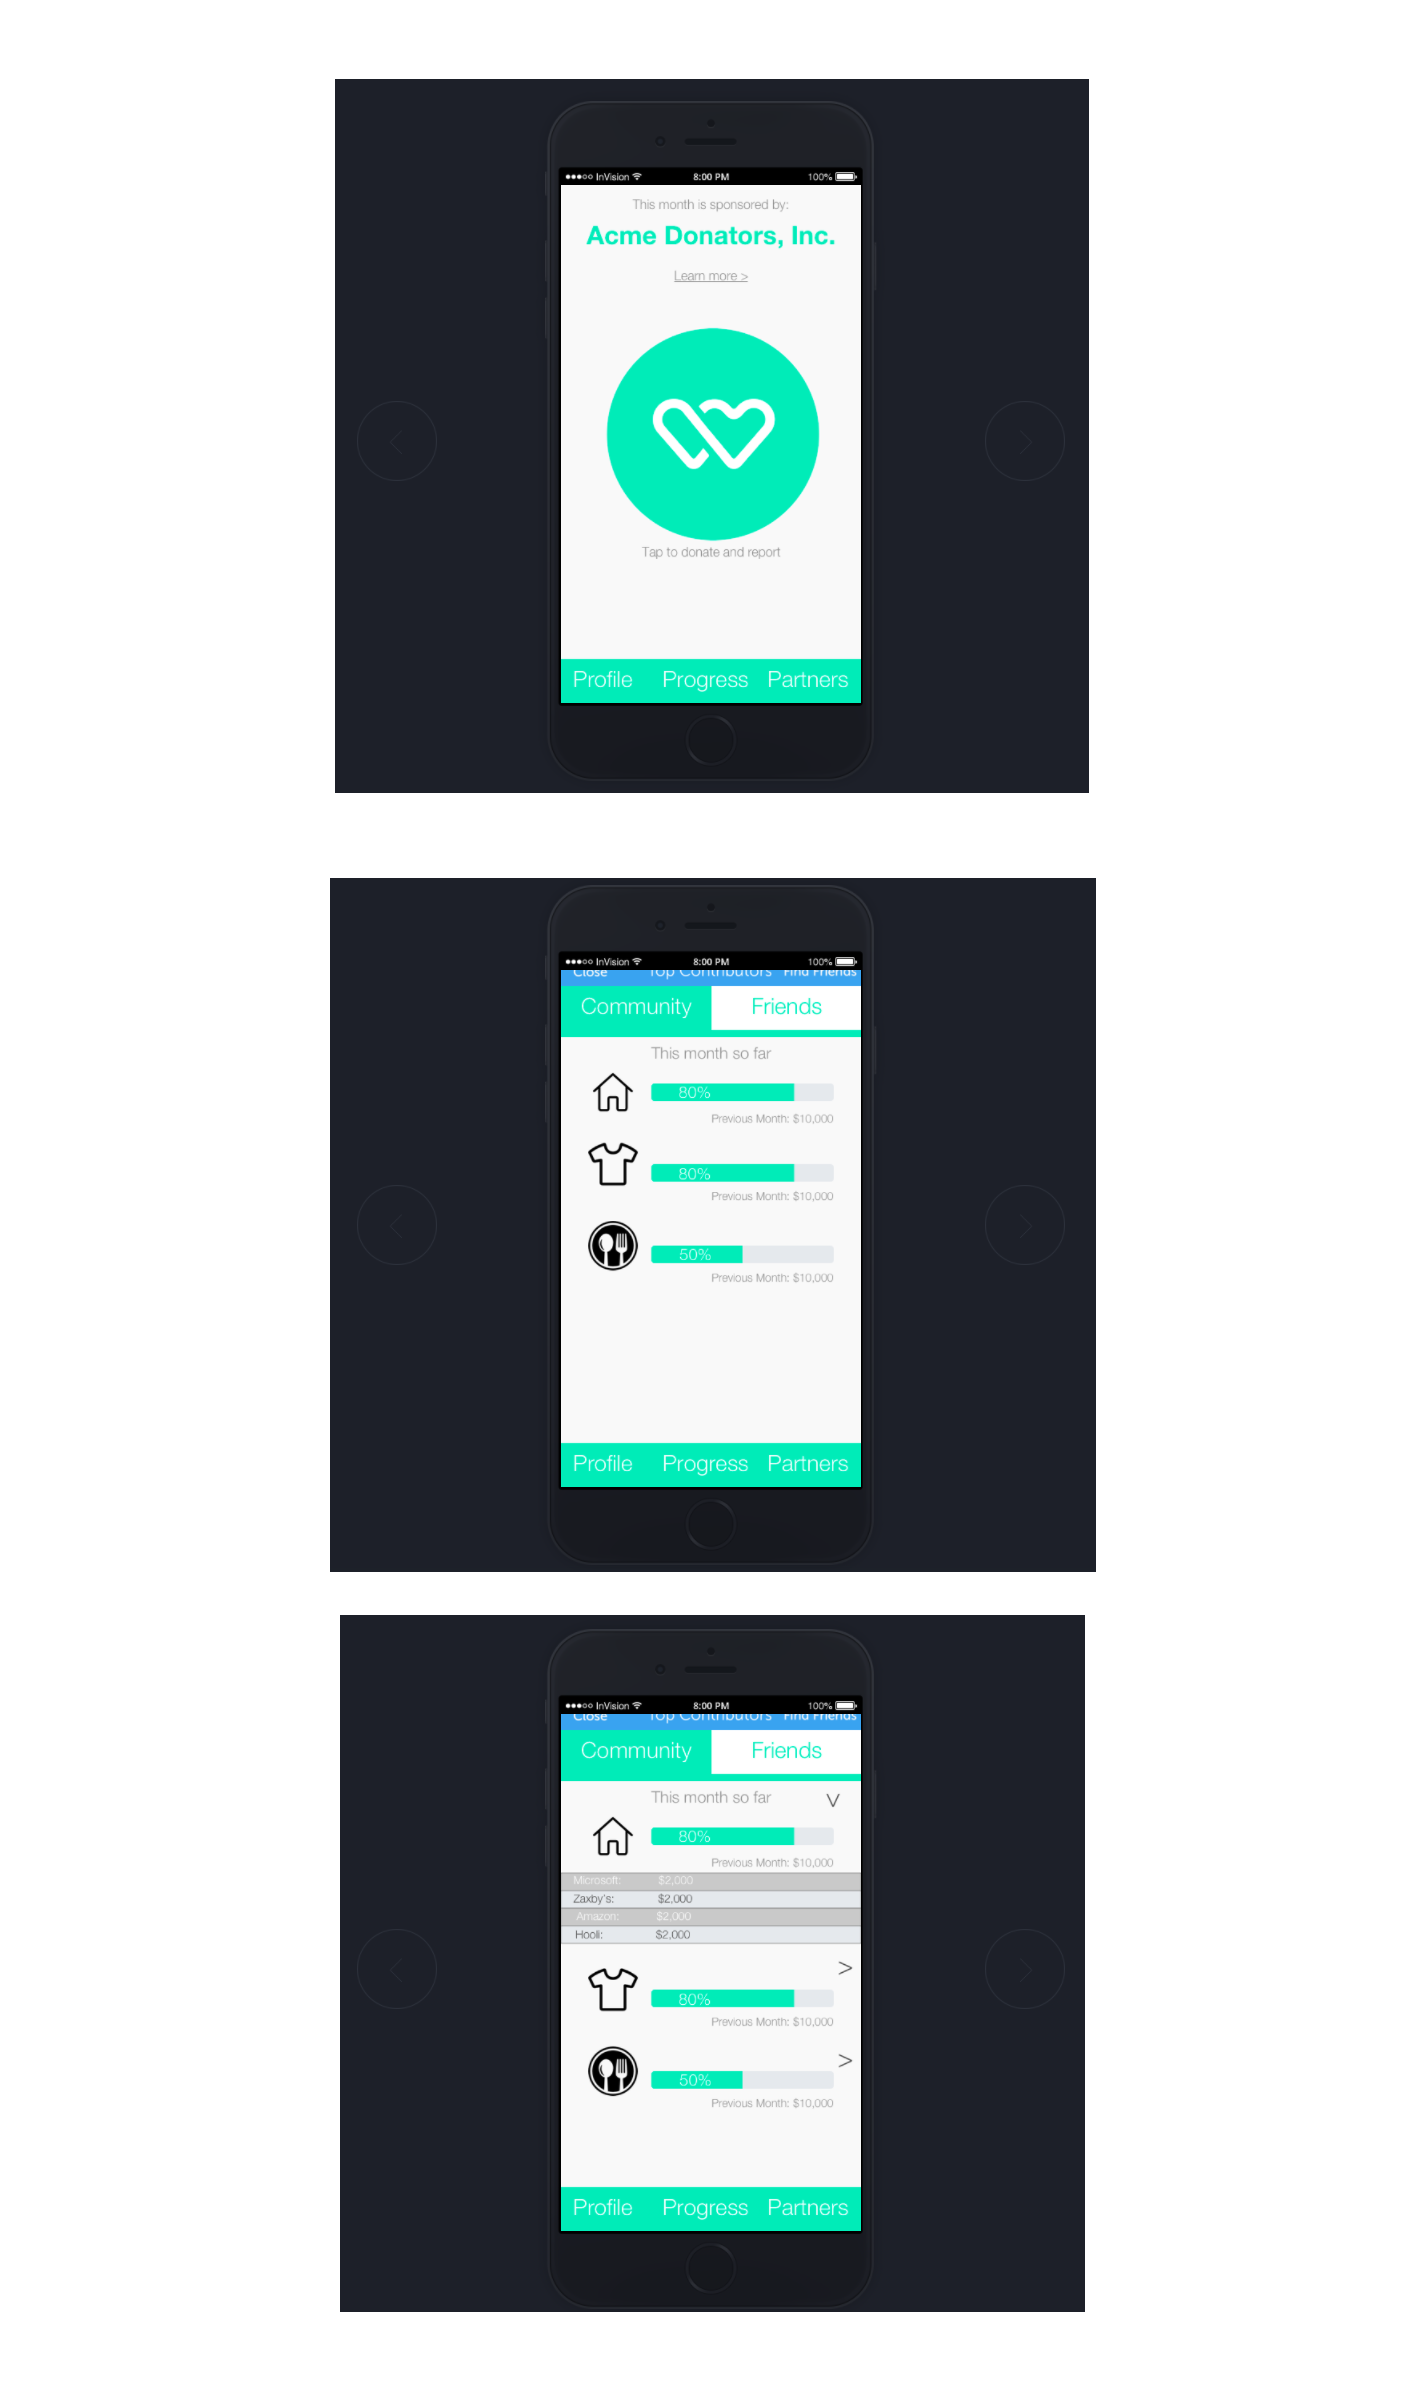 InVision 8:00 PM 100%
This month is sponsored by:
Acme Donators, Inc.
Learn more >
Tap to donate and report
Profile Progress Partners
InVision 8:00 PM 100%
Close Top Contributors Find Friends
Community Friends
This month so far
80%
Previous Month: $10,000
80%
Previous Month: $10,000
50%
Previous Month: $10,000
Profile Progress Partners
InVision 8:00 PM 100%
Close Top Contributors Find Friends
Community Friends
This month so far V
80%
Previous Month: $10,000
Microsoft: $2,000
Zaxby's: $2,000
Amazon: $2,000
Hooli: $2,000
>
80%
Previous Month: $10,000
>
50%
Previous Month: $10,000
Profile Progress Partners